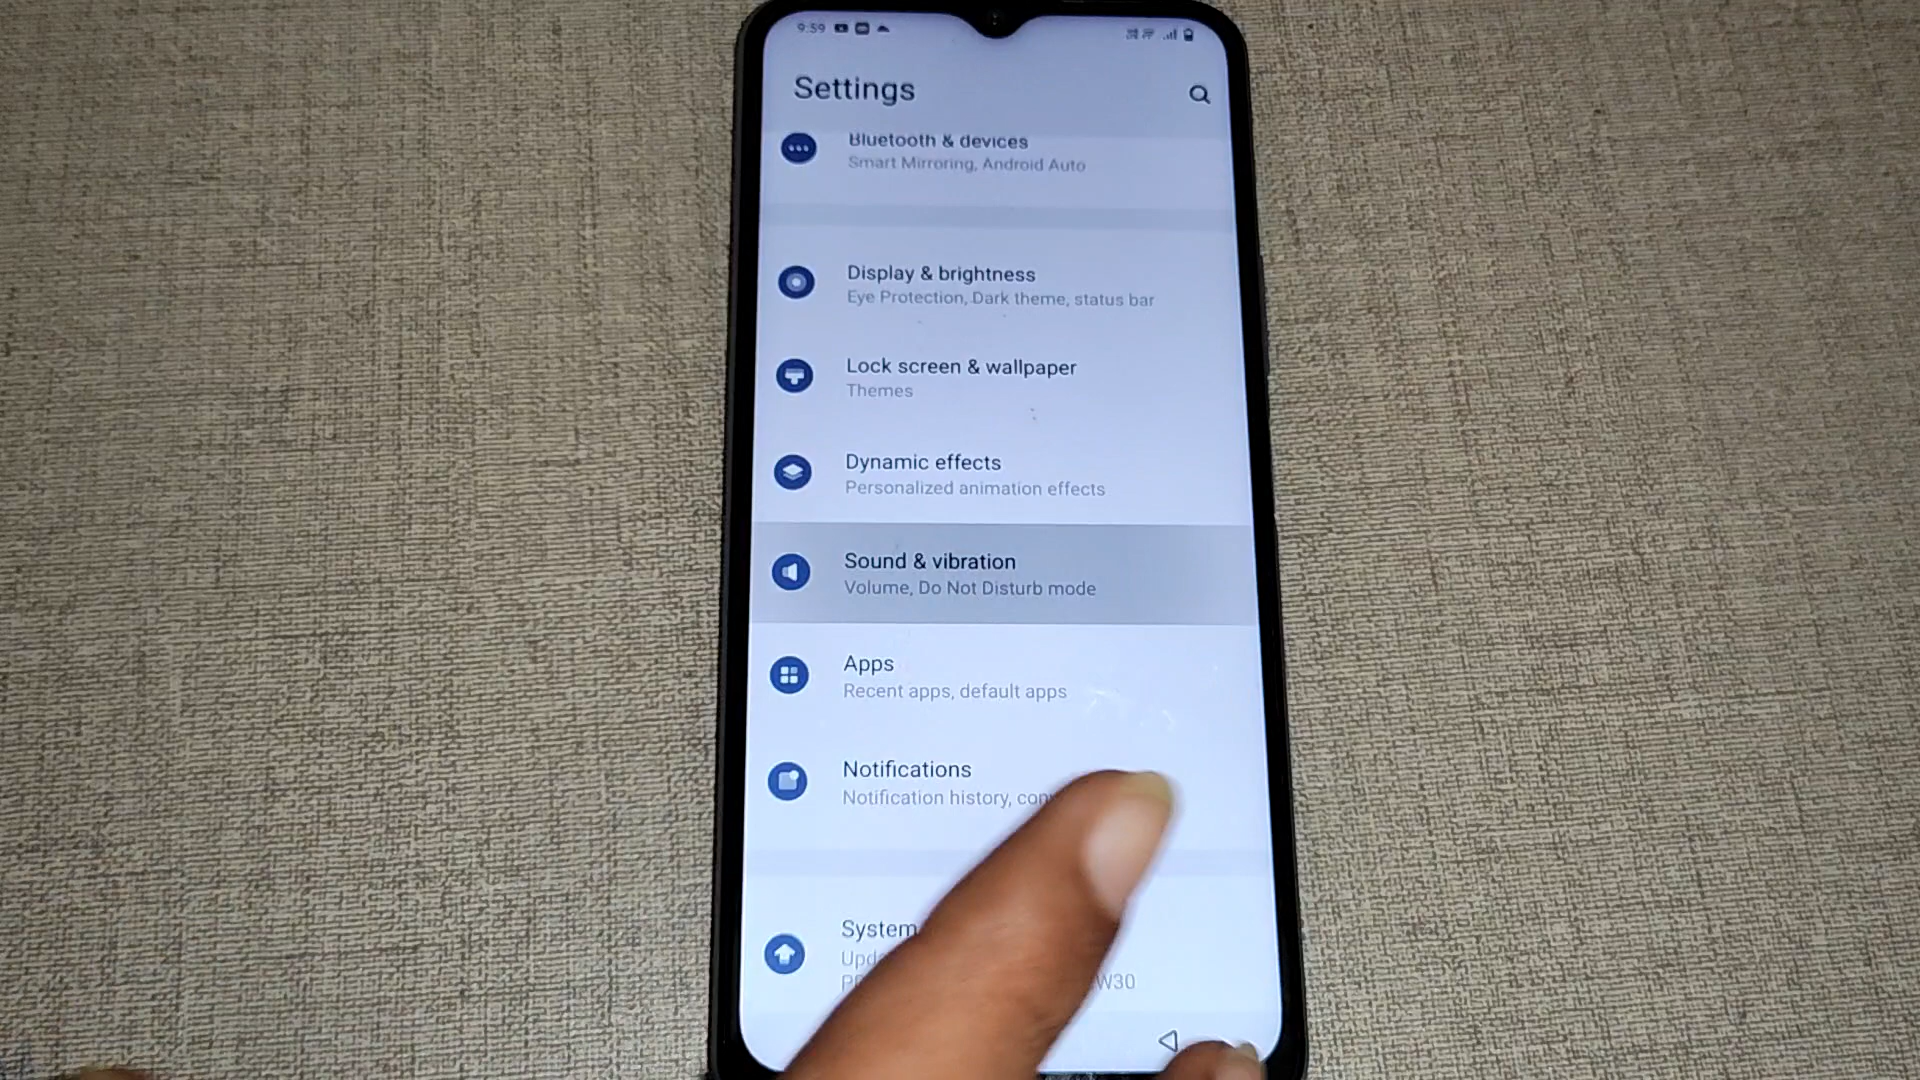 9:59
Settings
Bluetooth & devices
Smart Mirroring, Android Auto
Display & brightness
Eye Protection, Dark theme, status bar
Lock screen & wallpaper
Themes
Dynamic effects
Personalized animation effects
Sound & vibration
Volume, Do Not Disturb mode
Apps
Recent apps, default apps
Notifications
Notification history,
System
W30